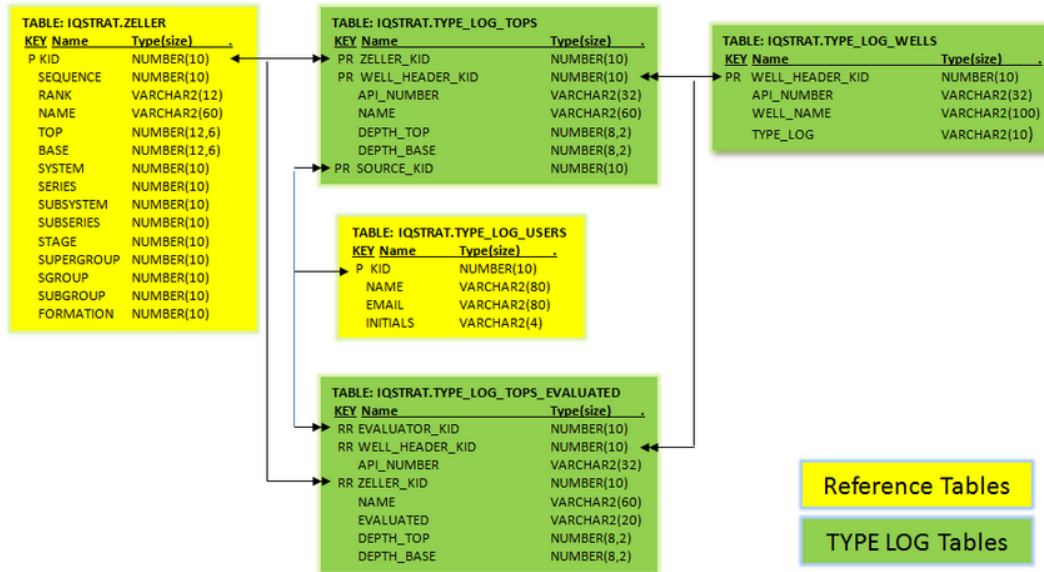 TABLE: IQSTRAT.ZELLER
KEY Name Type(size) .
P KID NUMBER(10)
SEQUENCE NUMBER(10)
RANK VARCHAR2(12)
NAME VARCHAR2(60)
TOP NUMBER(12,6)
BASE NUMBER(12,6)
SYSTEM NUMBER(10)
SERIES NUMBER(10)
SUBSYSTEM NUMBER(10)
SUBSERIES NUMBER(10)
STAGE NUMBER(10)
SUPERGROUP NUMBER(10)
SGROUP NUMBER(10)
SUBGROUP NUMBER(10)
FORMATION NUMBER(10)
TABLE: IQSTRAT.TYPE_LOG_TOPS
KEY Name Type(size) .
PR ZELLER_KID NUMBER(10)
PR WELL_HEADER_KID NUMBER(10)
API_NUMBER VARCHAR2(32)
NAME VARCHAR2(60)
DEPTH_TOP NUMBER(8,2)
DEPTH_BASE NUMBER(8,2)
PR SOURCE_KID NUMBER(10)
TABLE: IQSTRAT.TYPE_LOG_WELLS
KEY Name Type(size) .
PR WELL_HEADER_KID NUMBER(10)
API_NUMBER VARCHAR2(32)
WELL_NAME VARCHAR2(100)
TYPE_LOG VARCHAR2(10)
TABLE: IQSTRAT.TYPE_LOG_USERS
KEY Name Type(size) .
P KID NUMBER(10)
NAME VARCHAR2(80)
EMAIL VARCHAR2(80)
INITIALS VARCHAR2(4)
TABLE: IQSTRAT.TYPE_LOG_TOPS_EVALUATED
KEY Name Type(size) .
RR EVALUATOR_KID NUMBER(10)
RR WELL_HEADER_KID NUMBER(10)
API_NUMBER VARCHAR2(32)
RR ZELLER_KID NUMBER(10)
NAME VARCHAR2(60)
EVALUATED VARCHAR2(20)
DEPTH_TOP NUMBER(8,2)
DEPTH_BASE NUMBER(8,2)
Reference Tables
TYPE LOG Tables